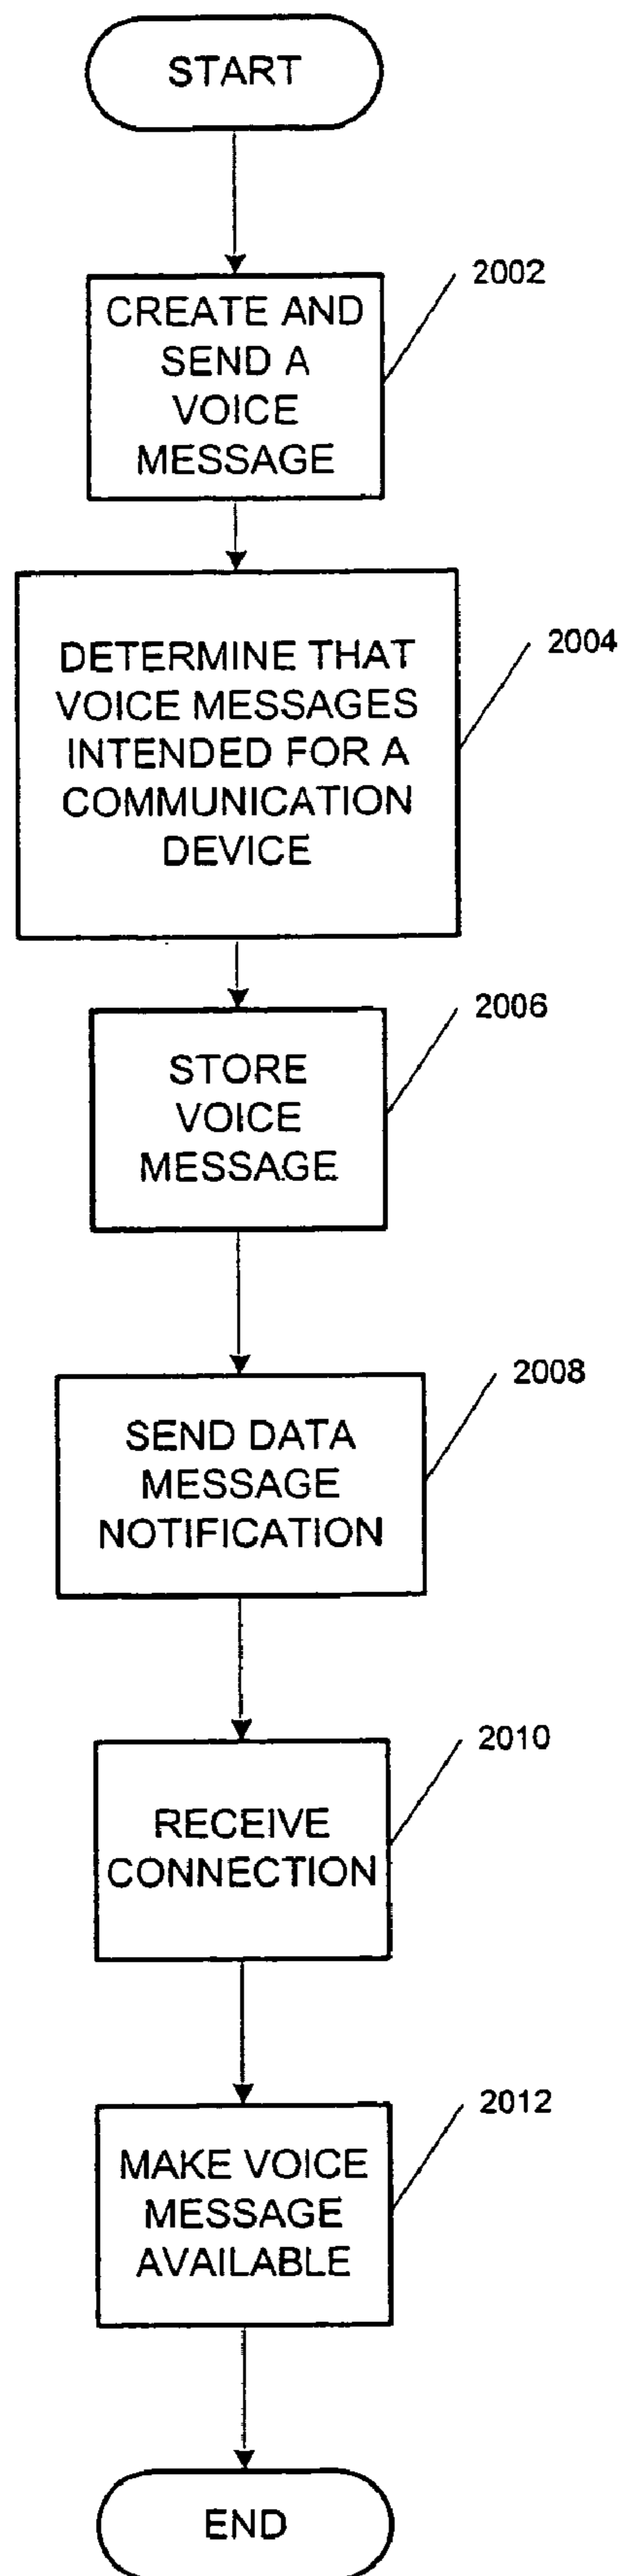 START
2002
CREATE AND
SEND A
VOICE
MESSAGE
2004
DETERMINE THAT
VOICE MESSAGES
INTENDED FOR A
COMMUNICATION
DEVICE
2006
STORE
VOICE
MESSAGE
2008
SEND DATA
MESSAGE
NOTIFICATION
2010
RECEIVE
CONNECTION
2012
MAKE VOICE
MESSAGE
AVAILABLE
END